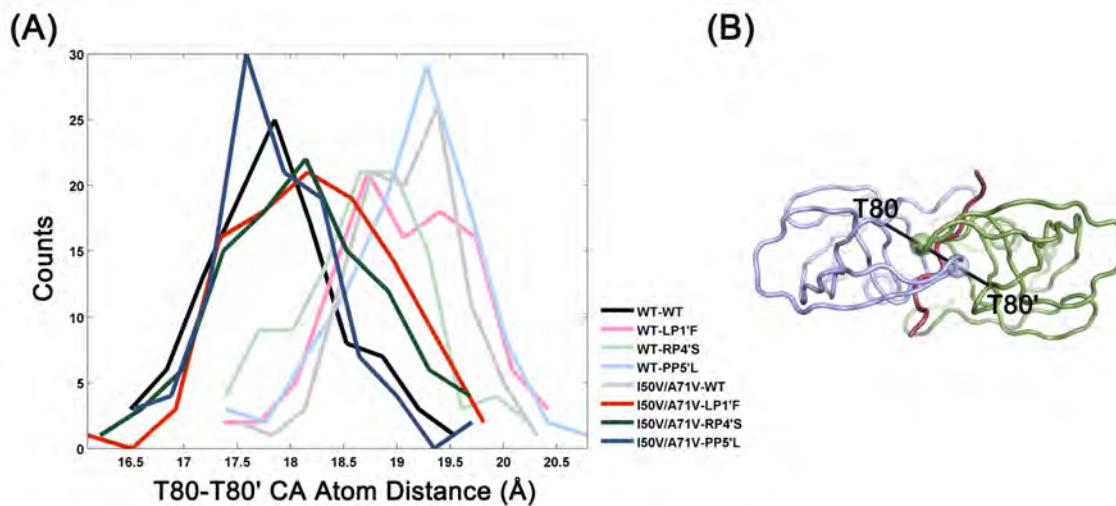 (A)
30
25
20
15
10
5
0
Counts
16.5 17 17.5 18 18.5 19 19.5 20 20.5
T80-T80' CA Atom Distance (Å)
WT-WT
WT-LP1'F
WT-RP4'S
WT-PP5'L
I50V/A71V-WT
I50V/A71V-LP1'F
I50V/A71V-RP4'S
I50V/A71V-PP5'L
(B)
T80
T80'